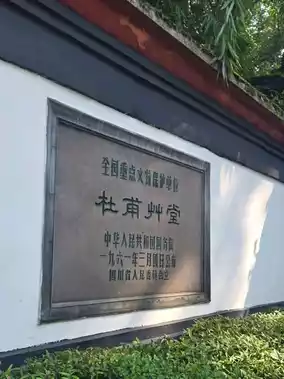 全国重点文物保护单位
杜甫艸堂
中华人民共和国国务院
一九六一年三月四日公布
四川省人民委员会立